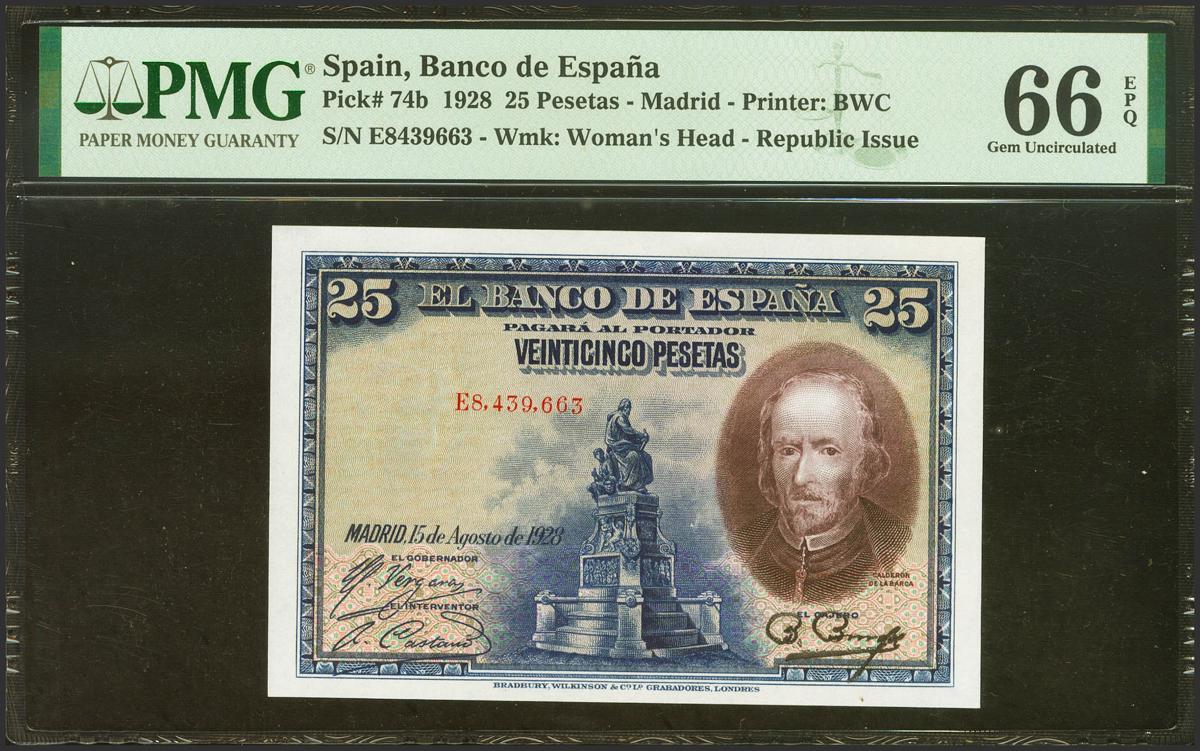 PMG®
PAPER MONEY GUARANTY
Spain, Banco de España
Pick# 74b 1928 25 Pesetas - Madrid - Printer: BWC
S/N E8439663 - Wmk: Woman's Head - Republic Issue
66 EPQ
Gem Uncirculated
25 EL BANCO DE ESPAÑA 25
PAGARÁ AL PORTADOR
VEINTICINCO PESETAS
E8,439,663
MADRID, 15 de Agosto de 1928
EL GOBERNADOR
Vergara
EL INTERVENTOR
A. Castaño
CALDERON
DE LA BARCA
EL CAJERO
BRADBURY, WILKINSON & Cº Lᴰ GRABADORES, LONDRES